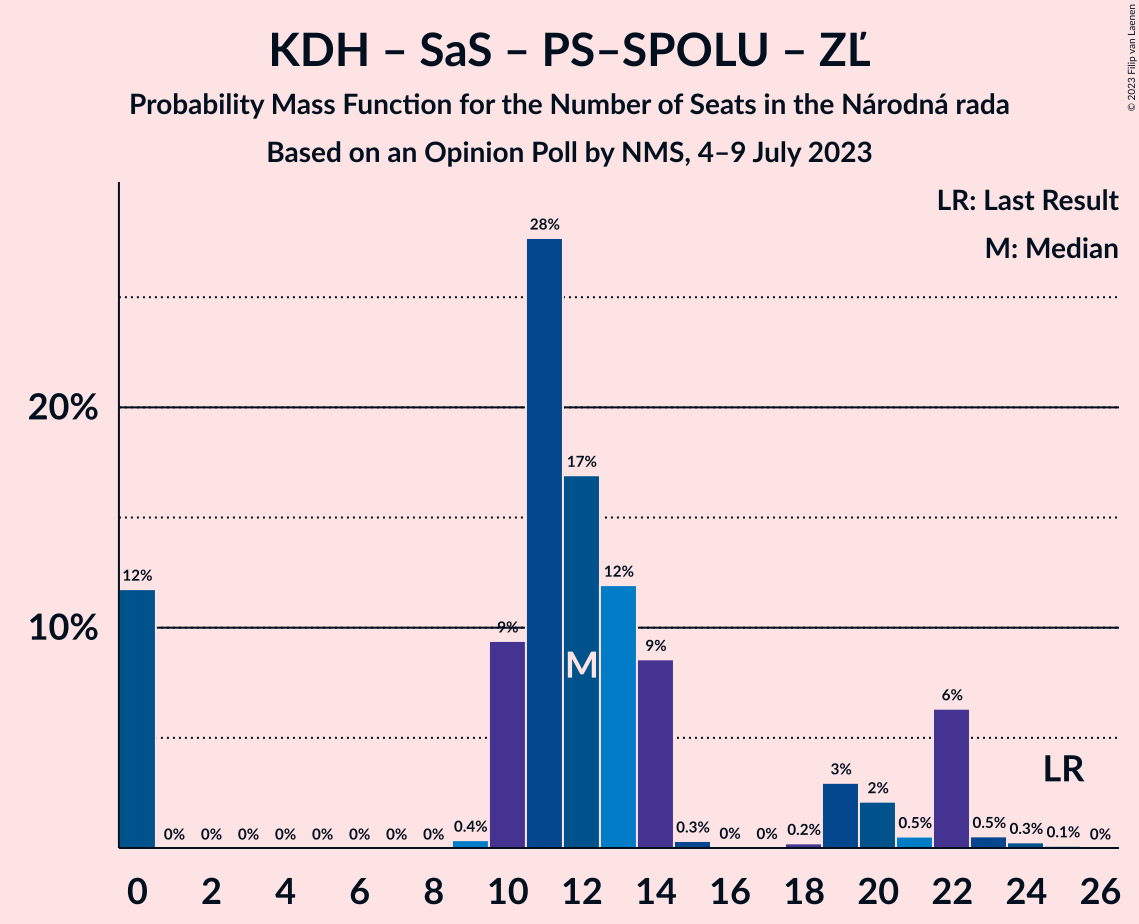 KDH – SaS – PS–SPOLU – ZĽ
Probability Mass Function for the Number of Seats in the Národná rada
Based on an Opinion Poll by NMS, 4–9 July 2023
© 2023 Filip van Laenen
LR: Last Result
M: Median
28%
20%
17%
12%
12%
10%
9%
9%
M
6%
LR
3%
2%
0% 0% 0% 0% 0% 0% 0% 0% 0.4% 0.3% 0% 0% 0.2% 0.5% 0.5% 0.3% 0.1% 0%
0 2 4 6 8 10 12 14 16 18 20 22 24 26